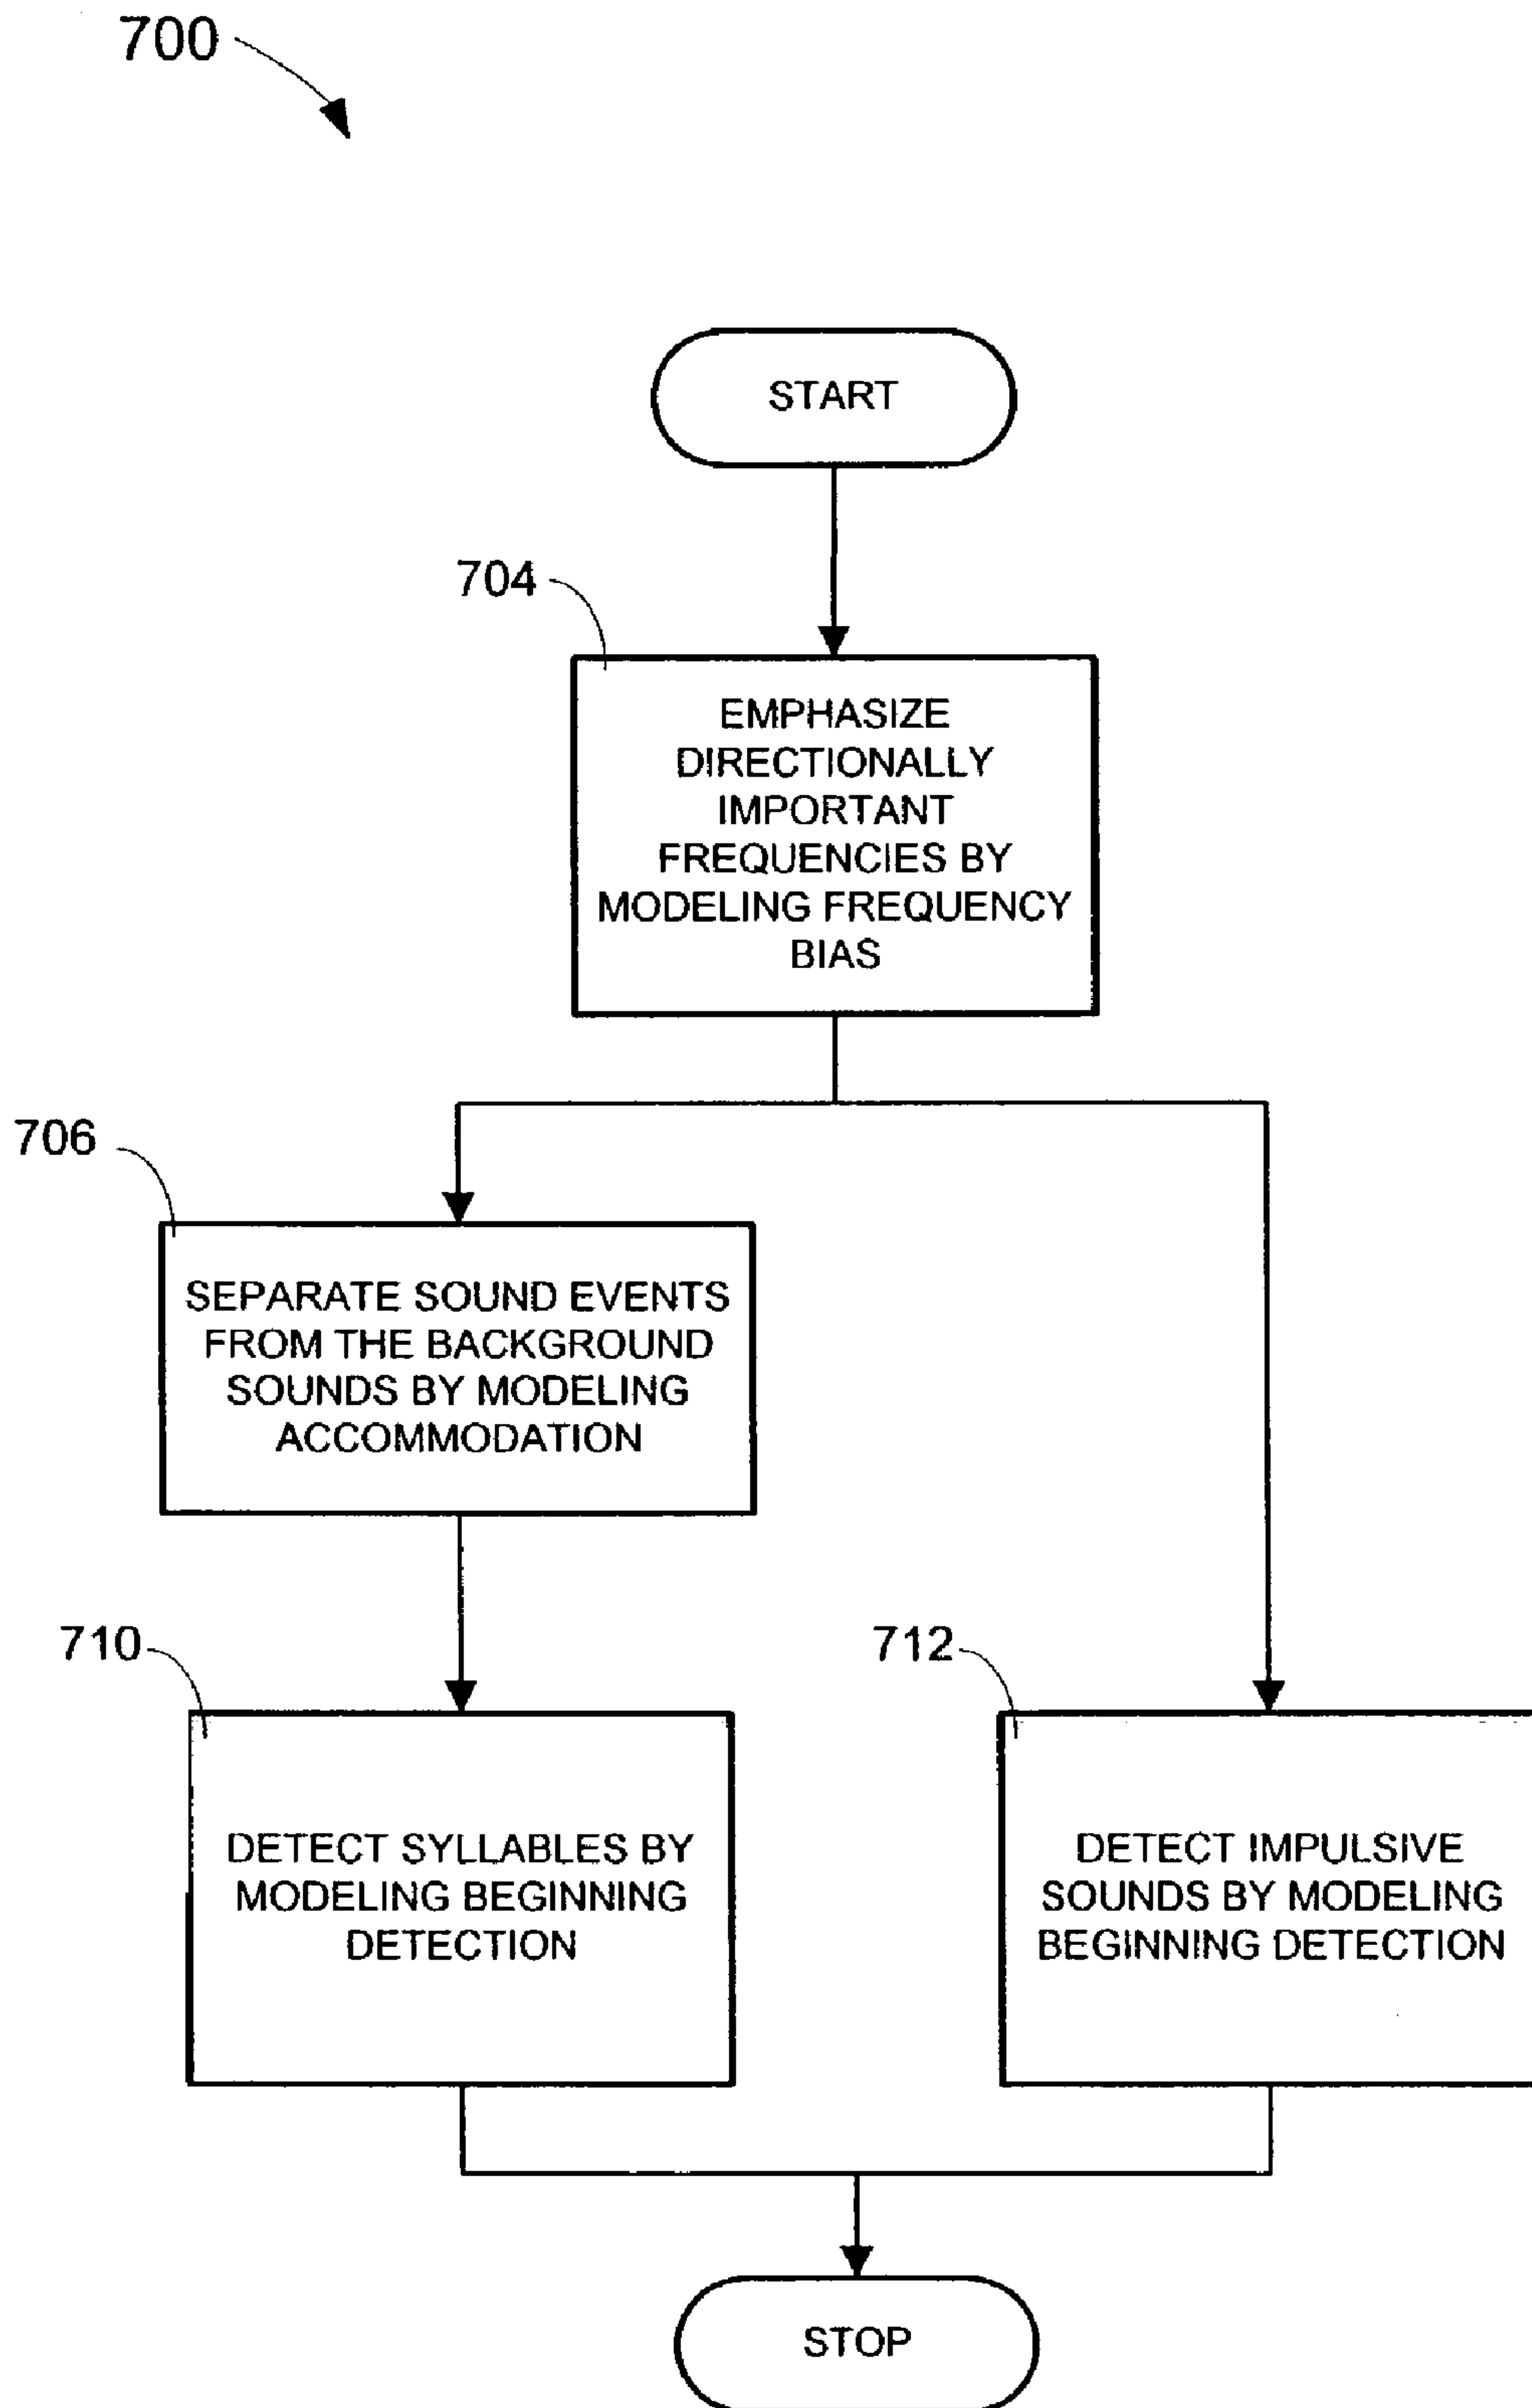 700
START
704
EMPHASIZE
DIRECTIONALLY
IMPORTANT
FREQUENCIES BY
MODELING FREQUENCY
BIAS
706
SEPARATE SOUND EVENTS
FROM THE BACKGROUND
SOUNDS BY MODELING
ACCOMMODATION
710
DETECT SYLLABLES BY
MODELING BEGINNING
DETECTION
712
DETECT IMPULSIVE
SOUNDS BY MODELING
BEGINNING DETECTION
STOP